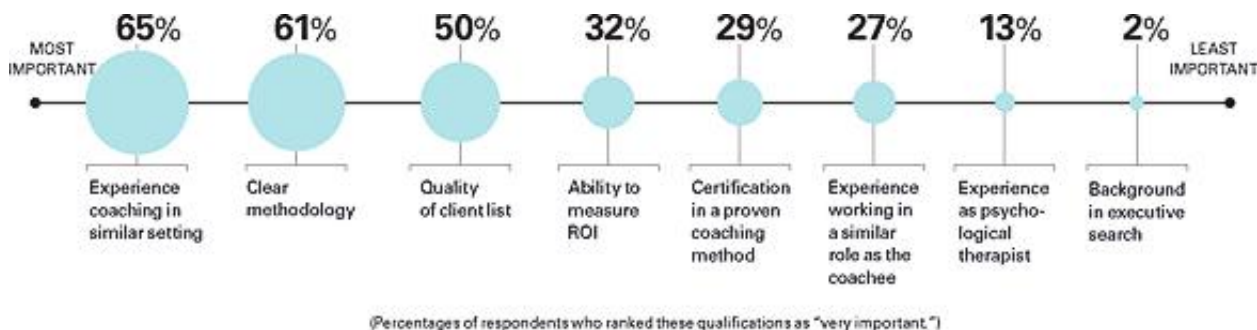 65%
61%
50%
32%
29%
27%
13%
2%
MOST
IMPORTANT
LEAST
IMPORTANT
Experience
coaching in
similar setting
Clear
methodology
Quality
of client list
Ability to
measure
ROI
Certification
in a proven
coaching
method
Experience
working in
a similar
role as the
coachee
Experience
as psycho-
logical
therapist
Background
in executive
search
(Percentages of respondents who ranked these qualifications as “very important.”)